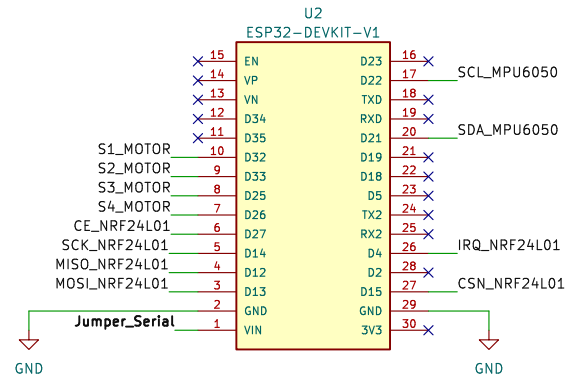 U2
ESP32-DEVKIT-V1
15 EN D23 16
14 VP D22 17 SCL_MPU6050
13 VN TXD 18
12 D34 RXD 19
11 D35 D21 20 SDA_MPU6050
S1_MOTOR 10 D32 D19 21
S2_MOTOR 9 D33 D18 22
S3_MOTOR 8 D25 D5 23
S4_MOTOR 7 D26 TX2 24
CE_NRF24L01 6 D27 RX2 25
SCK_NRF24L01 5 D14 D4 26 IRQ_NRF24L01
MISO_NRF24L01 4 D12 D2 28
MOSI_NRF24L01 3 D13 D15 27 CSN_NRF24L01
2 GND GND 29
Jumper_Serial 1 VIN 3V3 30
GND GND